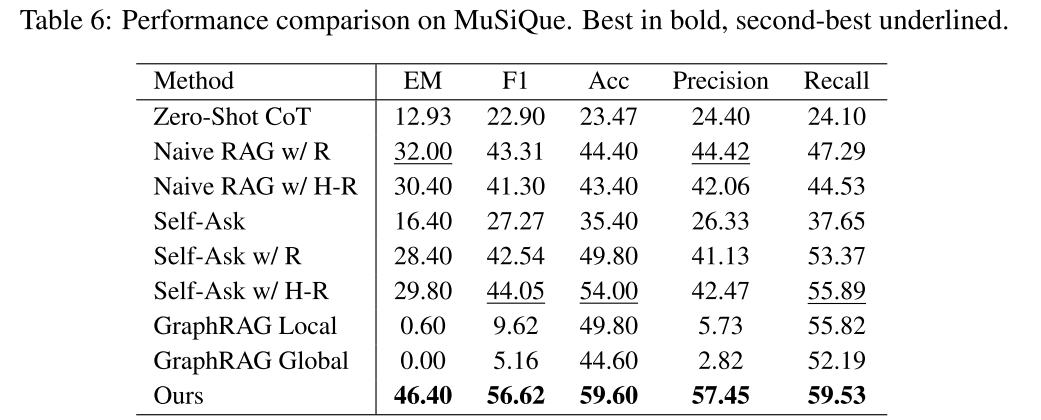 Table 6: Performance comparison on MuSiQue. Best in bold, second-best underlined.
Method EM F1 Acc Precision Recall
Zero-Shot CoT 12.93 22.90 23.47 24.40 24.10
Naive RAG w/ R 32.00 43.31 44.40 44.42 47.29
Naive RAG w/ H-R 30.40 41.30 43.40 42.06 44.53
Self-Ask 16.40 27.27 35.40 26.33 37.65
Self-Ask w/ R 28.40 42.54 49.80 41.13 53.37
Self-Ask w/ H-R 29.80 44.05 54.00 42.47 55.89
GraphRAG Local 0.60 9.62 49.80 5.73 55.82
GraphRAG Global 0.00 5.16 44.60 2.82 52.19
Ours 46.40 56.62 59.60 57.45 59.53